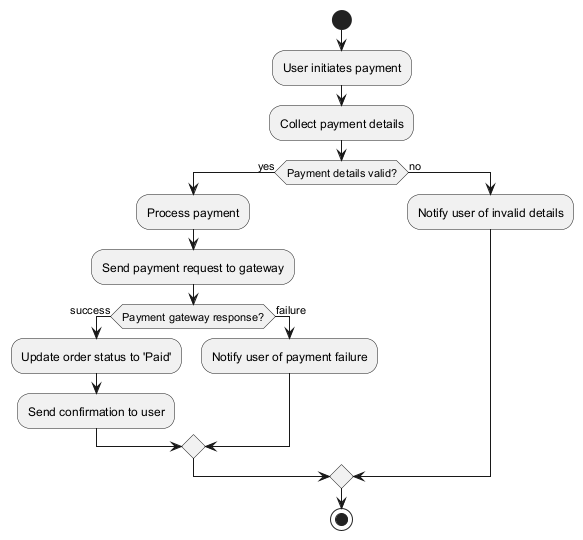 User initiates payment
Collect payment details
yes
Payment details valid?
no
Process payment
Notify user of invalid details
Send payment request to gateway
success
Payment gateway response?
failure
Update order status to 'Paid'
Notify user of payment failure
Send confirmation to user